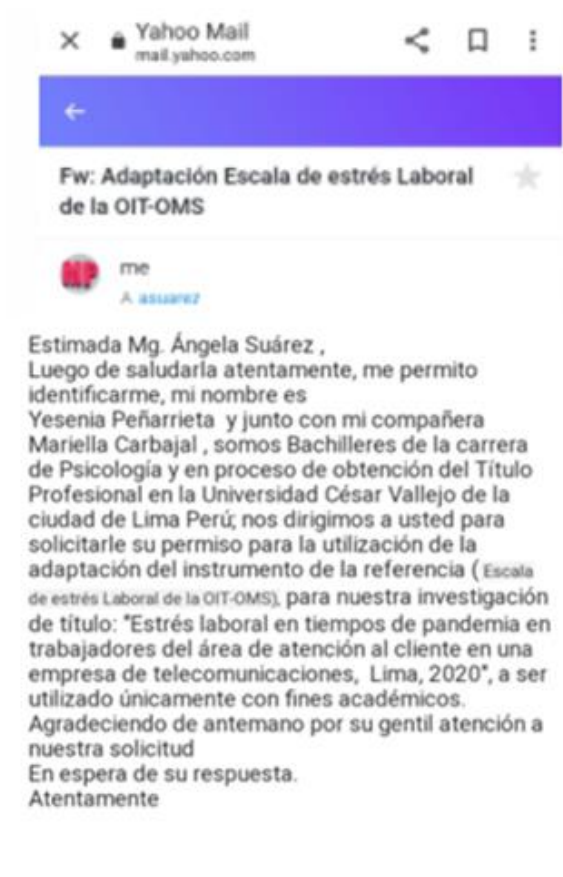 Yahoo Mail
mail.yahoo.com
Fw: Adaptación Escala de estrés Laboral
de la OIT-OMS
me
A asuarez
Estimada Mg. Ángela Suárez ,
Luego de saludarla atentamente, me permito
identificarme, mi nombre es
Yesenia Peñarrieta y junto con mi compañera
Mariella Carbajal , somos Bachilleres de la carrera
de Psicología y en proceso de obtención del Título
Profesional en la Universidad César Vallejo de la
ciudad de Lima Perú; nos dirigimos a usted para
solicitarle su permiso para la utilización de la
adaptación del instrumento de la referencia ( Escala
de estrés Laboral de la OIT-OMS), para nuestra investigación
de título: "Estrés laboral en tiempos de pandemia en
trabajadores del área de atención al cliente en una
empresa de telecomunicaciones, Lima, 2020", a ser
utilizado únicamente con fines académicos.
Agradeciendo de antemano por su gentil atención a
nuestra solicitud
En espera de su respuesta.
Atentamente